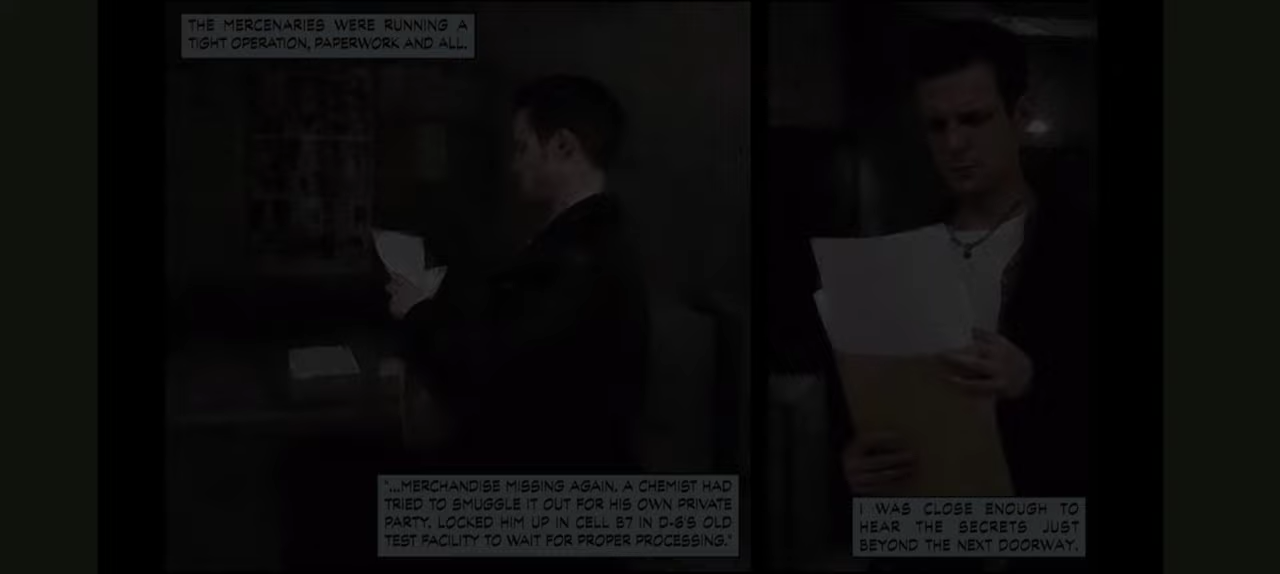 THE MERCENARIES WERE RUNNING A
TIGHT OPERATION, PAPERWORK AND ALL.
"...MERCHANDISE MISSING AGAIN. A CHEMIST HAD
TRIED TO SMUGGLE IT OUT FOR HIS OWN PRIVATE
PARTY. LOCKED HIM UP IN CELL B7 IN D-6'S OLD
TEST FACILITY TO WAIT FOR PROPER PROCESSING."
I WAS CLOSE ENOUGH TO
HEAR THE SECRETS JUST
BEYOND THE NEXT DOORWAY.